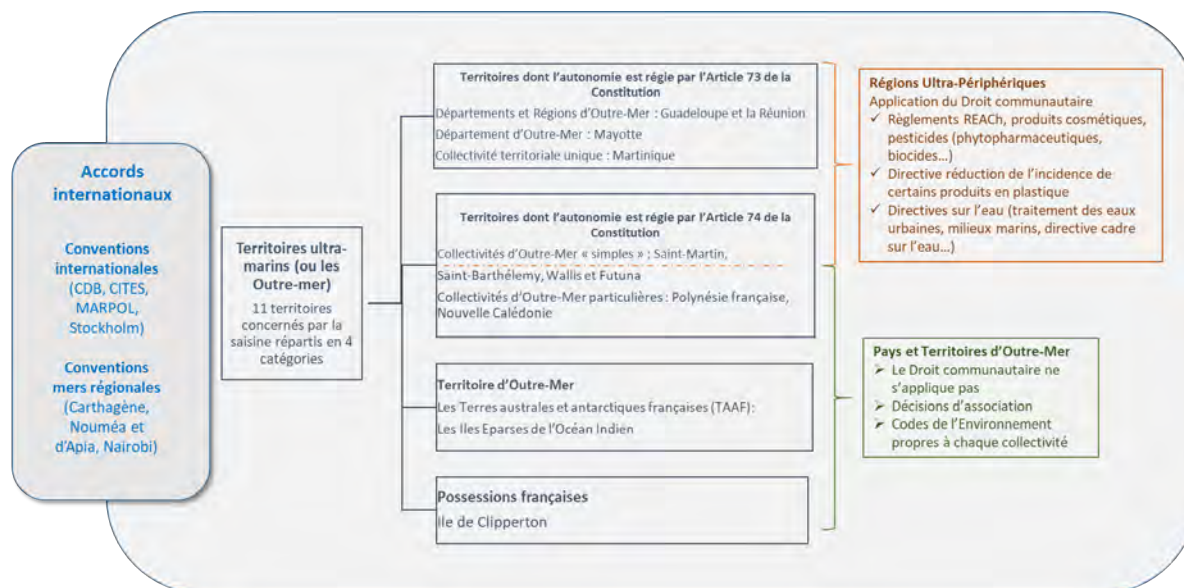 Accords
internationaux
Conventions
internationales
(CDB, CITES,
MARPOL,
Stockholm)
Conventions
mers régionales
(Carthagène,
Nouméa et
d'Apia, Nairobi)
Territoires ultra-
marins (ou les
Outre-mer)
11 territoires
concernés par la
saisine répartis en 4
catégories
Territoires dont l'autonomie est régie par l'Article 73 de la
Constitution
Départements et Régions d'Outre-Mer : Guadeloupe et la Réunion
Département d'Outre-Mer : Mayotte
Collectivité territoriale unique : Martinique
Territoires dont l'autonomie est régie par l'Article 74 de la
Constitution
Collectivités d'Outre-Mer « simples » : Saint-Martin,
Saint-Barthélemy, Wallis et Futuna
Collectivités d'Outre-Mer particulières : Polynésie française,
Nouvelle Calédonie
Territoire d'Outre-Mer
Les Terres australes et antarctiques françaises (TAAF):
Les Iles Eparses de l'Océan Indien
Possessions françaises
Ile de Clipperton
Régions Ultra-Périphériques
Application du Droit communautaire
✓ Règlements REACh, produits cosmétiques,
pesticides (phytopharmaceutiques,
biocides...)
✓ Directive réduction de l'incidence de
certains produits en plastique
✓ Directives sur l'eau (traitement des eaux
urbaines, milieux marins, directive cadre
sur l'eau...)
Pays et Territoires d'Outre-Mer
➢ Le Droit communautaire ne
s'applique pas
➢ Décisions d'association
➢ Codes de l'Environnement
propres à chaque collectivité